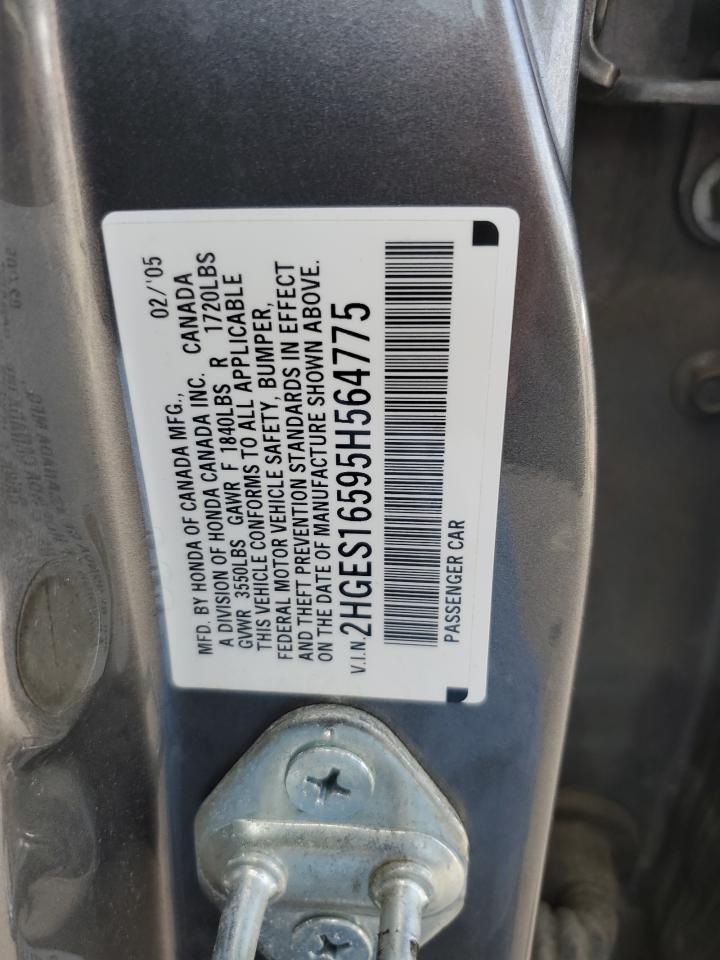 MFD. BY HONDA OF CANADA MFG., 02/'05
A DIVISION OF HONDA CANADA INC. CANADA
GVWR 3550LBS GAWR F 1840LBS R 1720LBS
THIS VEHICLE CONFORMS TO ALL APPLICABLE
FEDERAL MOTOR VEHICLE SAFETY, BUMPER,
AND THEFT PREVENTION STANDARDS IN EFFECT
ON THE DATE OF MANUFACTURE SHOWN ABOVE.
V.I.N. 2HGES16595H564775
PASSENGER CAR